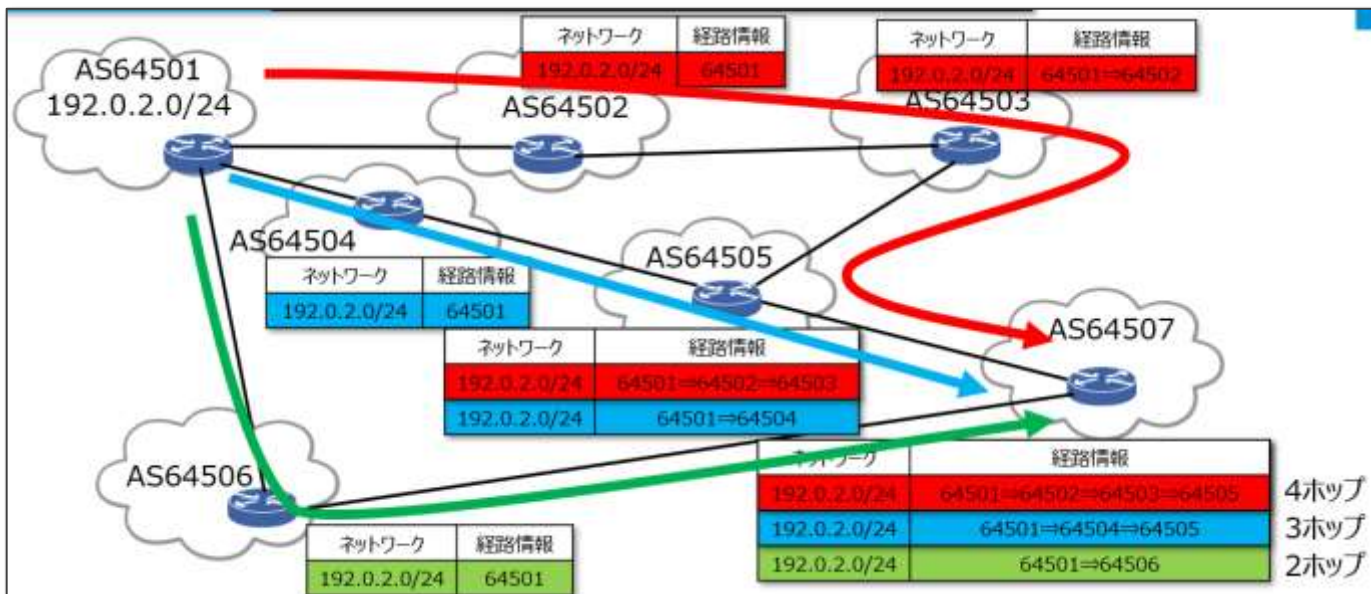 ネットワーク 経路情報
192.0.2.0/24 64501
ネットワーク 経路情報
192.0.2.0/24 64501⇒64502
AS64501
192.0.2.0/24
AS64502
AS64503
AS64504
ネットワーク 経路情報
192.0.2.0/24 64501
AS64505
ネットワーク 経路情報
192.0.2.0/24 64501⇒64502⇒64503
192.0.2.0/24 64501⇒64504
AS64507
AS64506
ネットワーク 経路情報
192.0.2.0/24 64501
ネットワーク 経路情報
192.0.2.0/24 64501⇒64502⇒64503⇒64505 4ホップ
192.0.2.0/24 64501⇒64504⇒64505 3ホップ
192.0.2.0/24 64501⇒64506 2ホップ